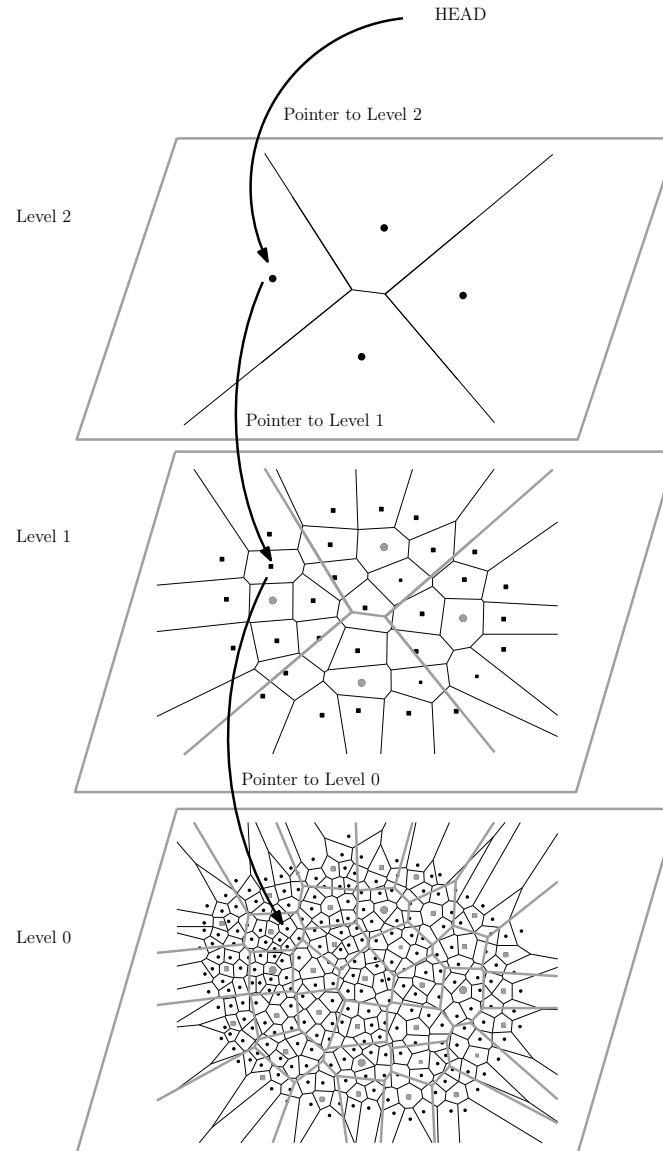 HEAD
Pointer to Level 2
Level 2
Pointer to Level 1
Level 1
Pointer to Level 0
Level 0